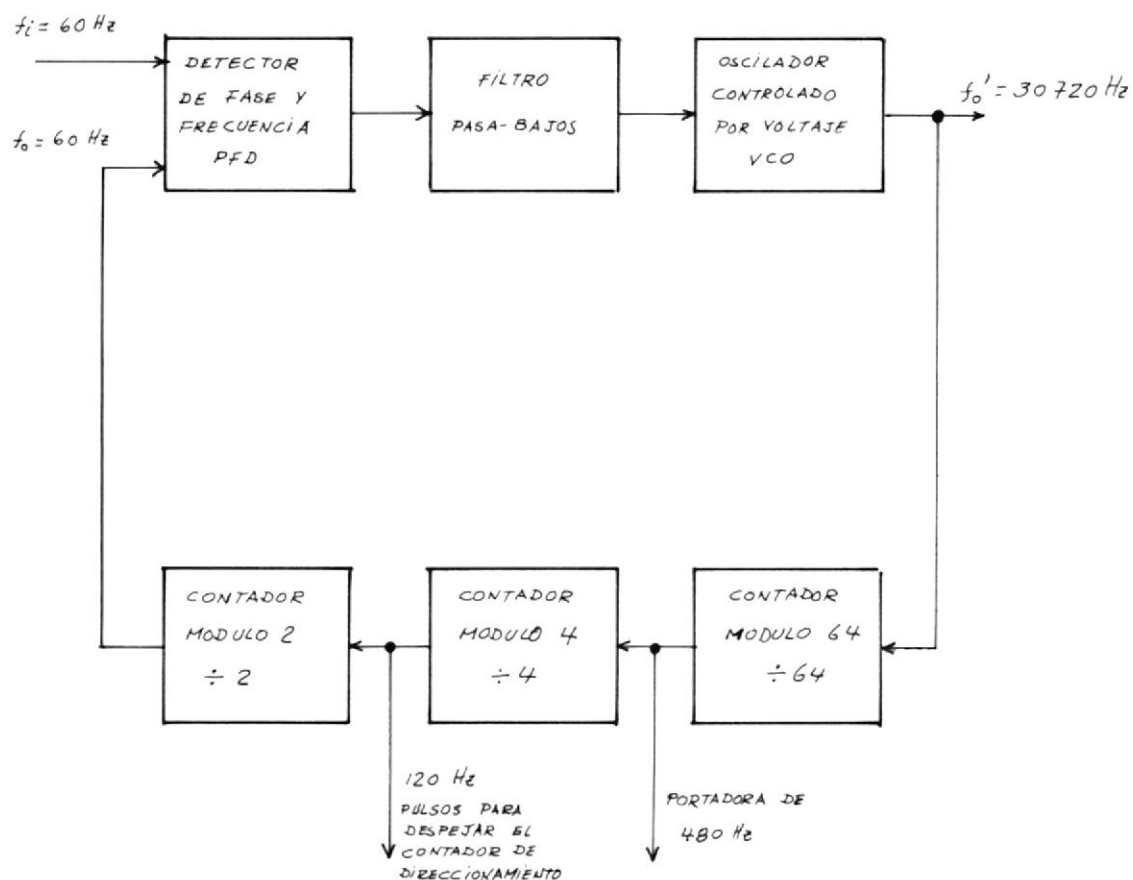 fi = 60 Hz
DETECTOR
DE FASE Y
FRECUENCIA
PFD
FILTRO
PASA-BAJOS
OSCILADOR
CONTROLADO
POR VOLTAJE
VCO
fo' = 30720 Hz
fo = 60 Hz
CONTADOR
MODULO 2
÷ 2
CONTADOR
MODULO 4
÷ 4
CONTADOR
MODULO 64
÷ 64
120 Hz
PULSOS PARA
DESPEJAR EL
CONTADOR DE
DIRECCIONAMIENTO
PORTADORA DE
480 Hz